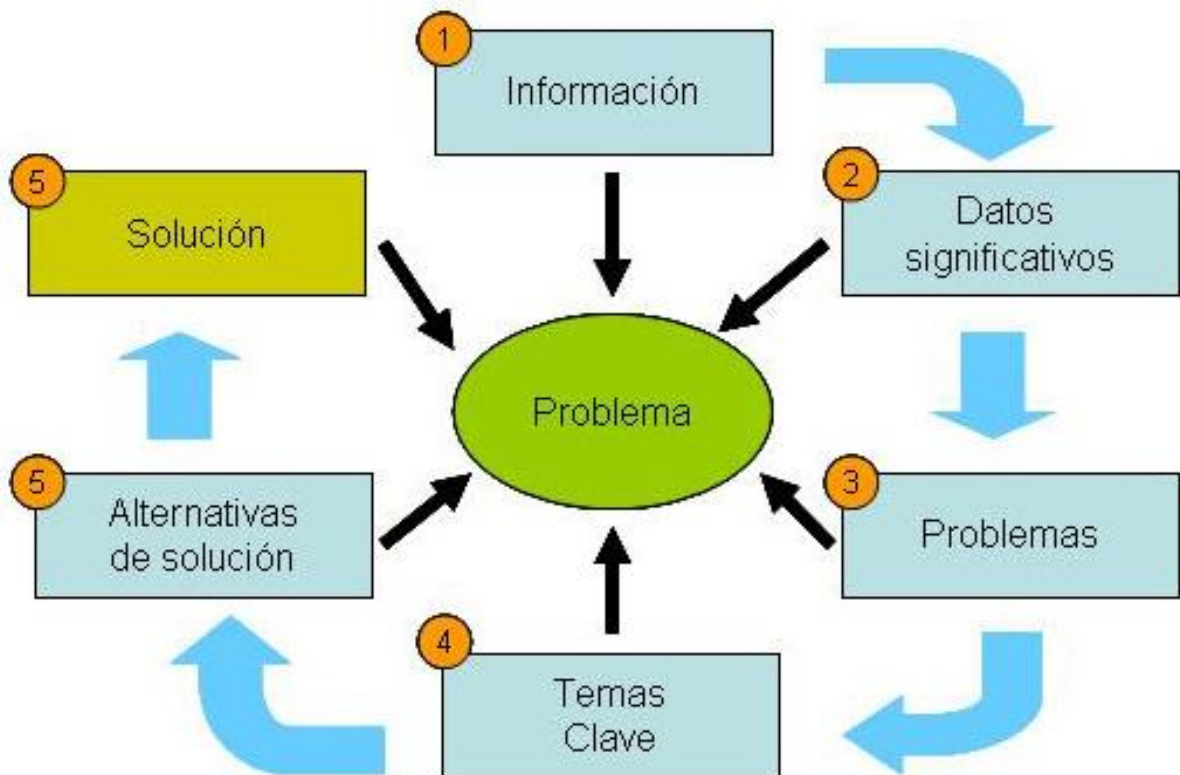 1
Información
2
Datos
significativos
3
Problemas
4
Temas
Clave
5
Alternativas
de solución
5
Solución
Problema